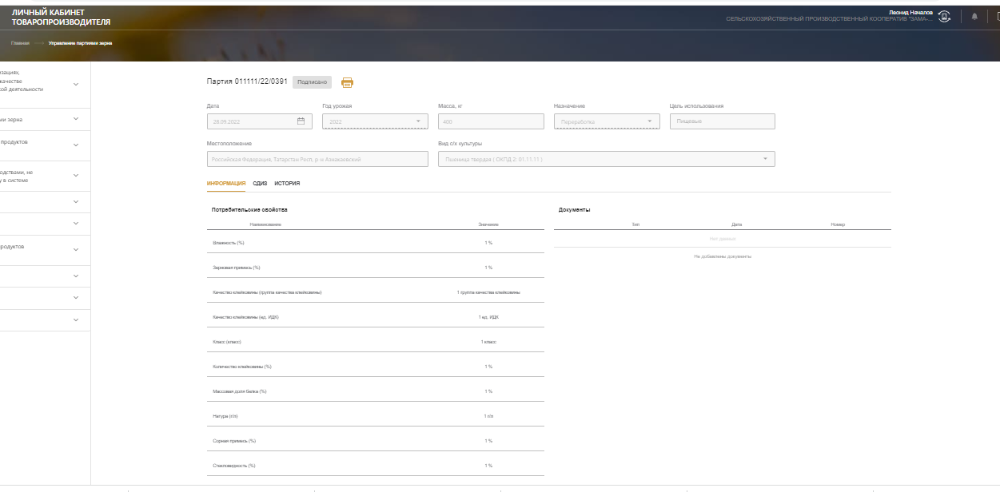 ЛИЧНЫЙ КАБИНЕТ
ТОВАРОПРОИЗВОДИТЕЛЯ
Леонид Началов
СЕЛЬСКОХОЗЯЙСТВЕННЫЙ ПРОИЗВОДСТВЕННЫЙ КООПЕРАТИВ "ЗАМА-...
Главная Управление партиями зерна
зациях,
качестве
кой деятельности
ми зерна
продуктов
одствами, не
у в системе
родуктов
Партия 011111/22/0391 Подписано
Дата Год урожая Масса, кг Назначение Цель использования
28.09.2022 2022 400 Переработка Пищевые
Местоположение Вид с/х культуры
Российская Федерация, Татарстан Респ, р-н Азнакаевский Пшеница твердая ( ОКПД 2: 01.11.11 )
ИНФОРМАЦИЯ СДИЗ ИСТОРИЯ
Потребительские свойства
Наименование Значение
Влажность (%) 1 %
Зерновая примесь (%) 1 %
Качество клейковины (группа качества клейковины) 1 группа качества клейковины
Качество клейковины (ед. ИДК) 1 ед. ИДК
Класс (класс) 1 класс
Количество клейковины (%) 1 %
Массовая доля белка (%) 1 %
Натура (г/л) 1 г/л
Сорная примесь (%) 1 %
Стекловидность (%) 1 %
Документы
Тип Дата Номер
Нет данных
Не добавлены документы